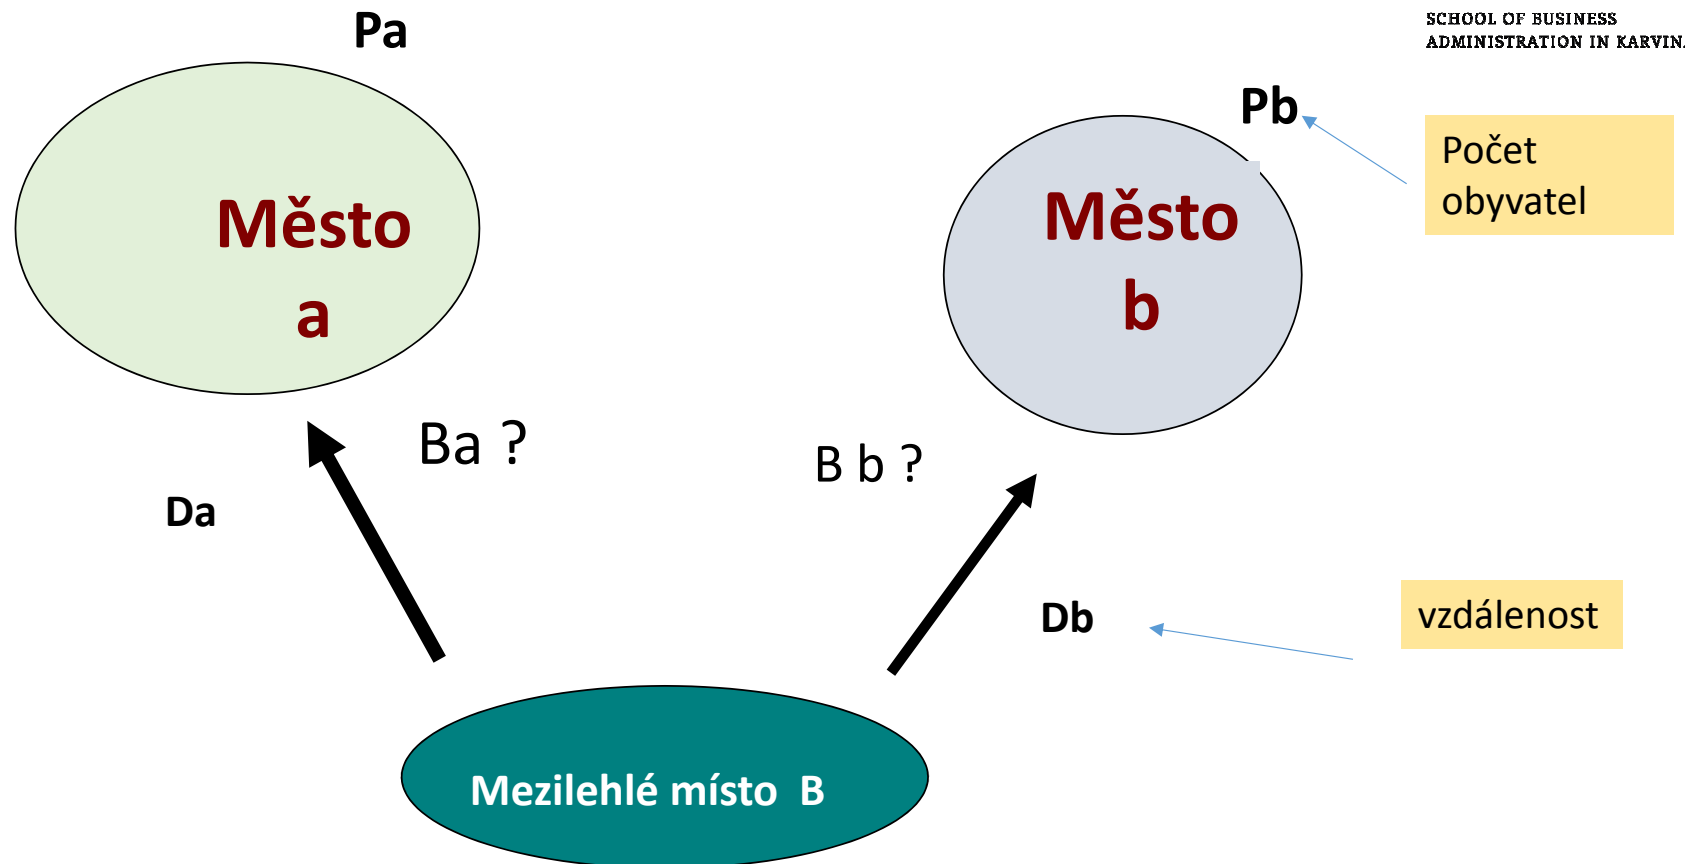 SCHOOL OF BUSINESS
ADMINISTRATION IN KARVIN
Pa
Pb
Počet
obyvatel
Město
a
Město
b
Ba ?
B b ?
Da
Db
vzdálenost
Mezilehlé místo B